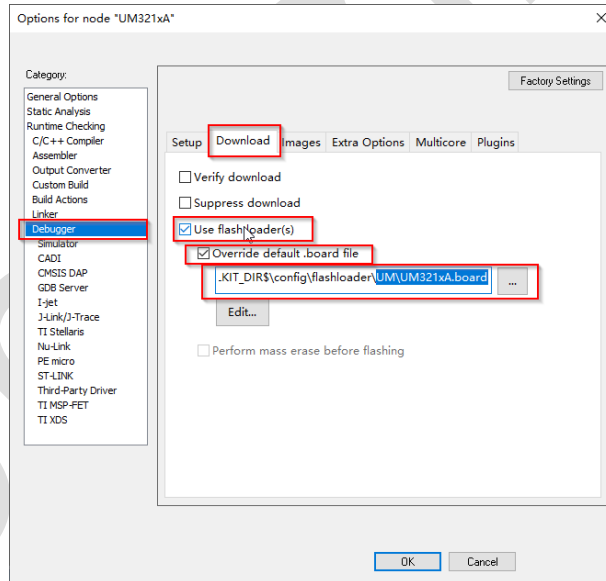 Options for node "UM321xA"
Category:
Factory Settings
General Options
Static Analysis
Runtime Checking
C/C++ Compiler
Assembler
Output Converter
Custom Build
Build Actions
Linker
Debugger
Simulator
CADI
CMSIS DAP
GDB Server
I-jet
J-Link/J-Trace
TI Stellaris
Nu-Link
PE micro
ST-LINK
Third-Party Driver
TI MSP-FET
TI XDS
Setup Download Images Extra Options Multicore Plugins
Verify download
Suppress download
Use flashloader(s)
Override default .board file
_KIT_DIR$\config\flashloader\UM\UM321xA.board ...
Edit...
Perform mass erase before flashing
OK Cancel